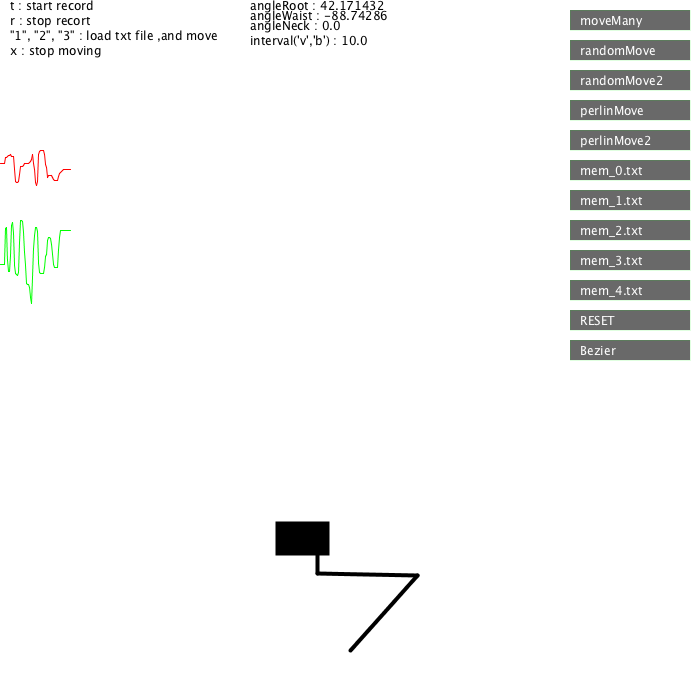 t : start record
r : stop recort
"1", "2", "3" : load txt file ,and move
x : stop moving
angleRoot : 42.171432
angleWaist : -88.74286
angleNeck : 0.0
interval('v','b') : 10.0
moveMany
randomMove
randomMove2
perlinMove
perlinMove2
mem_0.txt
mem_1.txt
mem_2.txt
mem_3.txt
mem_4.txt
RESET
Bezier